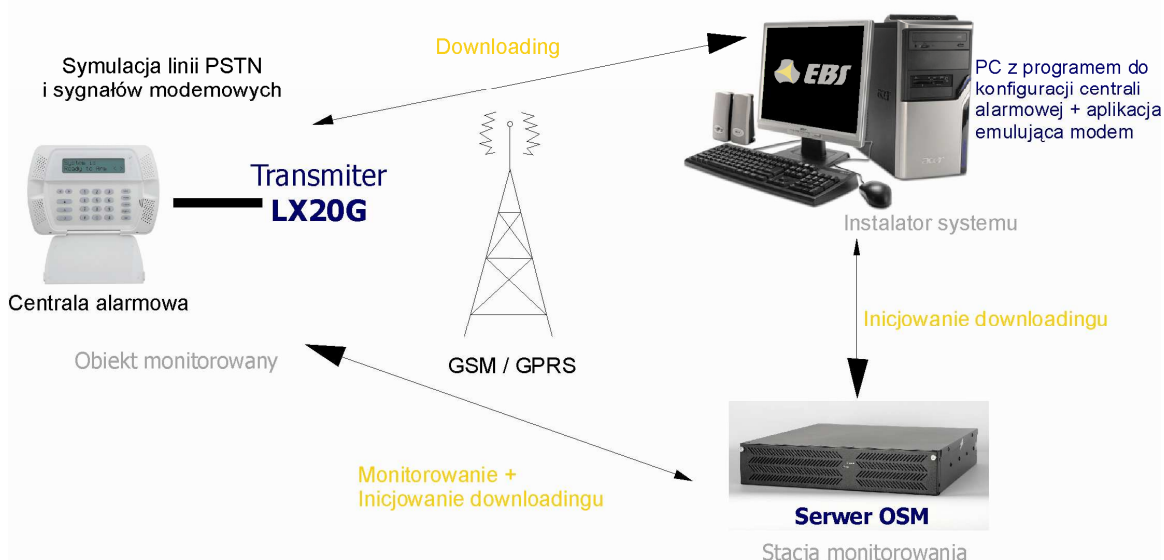 Downloading
Symulacja linii PSTN
i sygnałów modemowych
EBS
PC z programem do
konfiguracji centrali
alarmowej + aplikacja
emulująca modem
Transmiter
LX20G
Instalator systemu
Centrala alarmowa
Inicjowanie downloadingu
Obiekt monitorowany
GSM / GPRS
Monitorowanie +
Inicjowanie downloadingu
Serwer OSM
Stacja monitorowania